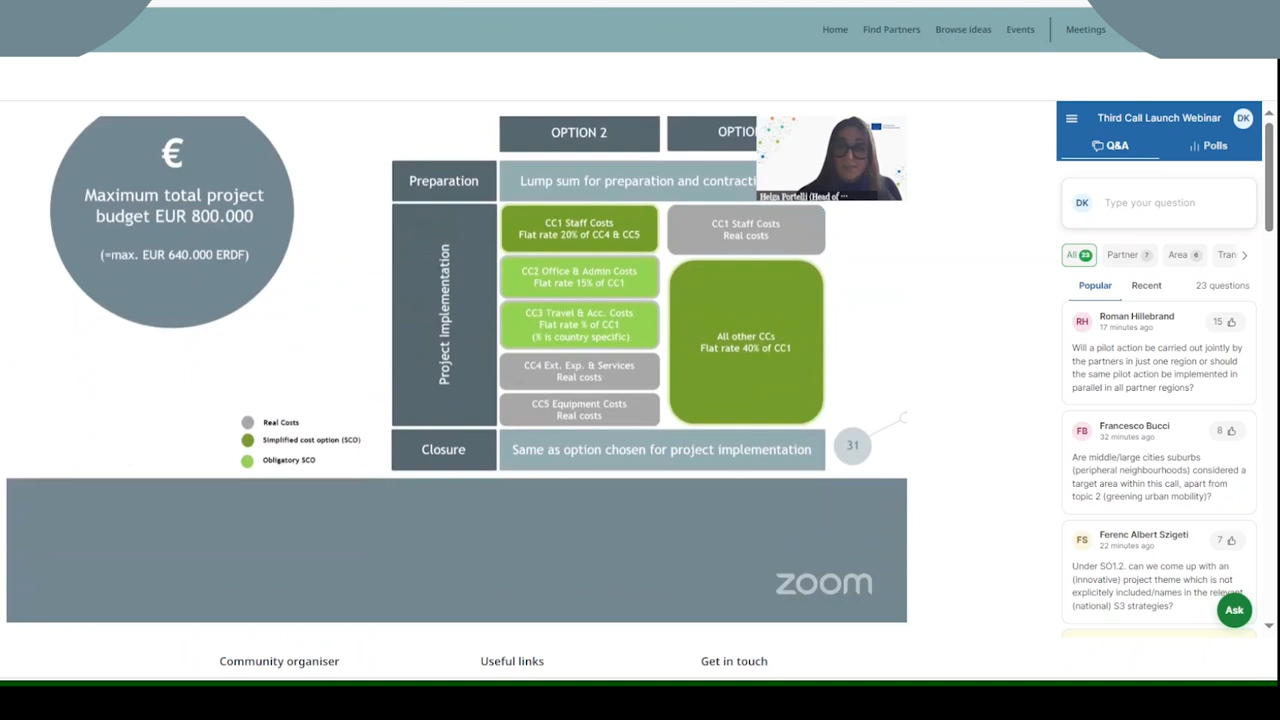 Home
Find Partners
Browse ideas
Events
Meetings
€
Maximum total project
budget EUR 800.000
(=max. EUR 640.000 ERDF)
Real Costs
Simplified cost option (SCO)
Obligatory SCO
OPTION 2
Preparation
Lump sum for preparation and
Project Implementation
CC1 Staff Costs
Flat rate 20% of CC4 & CC5
CC2 Office & Admin Costs
Flat rate 15% of CC1
CC3 Travel & Acc. Costs
Flat rate % of CC1
(% is country specific)
CC4 Ext. Exp. & Services
Real costs
CC5 Equipment Costs
Real costs
CC1 Staff Costs
Real costs
All other CCs
Flat rate 40% of CC1
Closure
Same as option chosen for project implementation
31
Helga Portelli (Head of ...
zoom
Third Call Launch Webinar
DK
Q&A
Polls
DK
Type your question
All 23
Partner 7
Area 6
Tran
Popular
Recent
23 questions
RH
Roman Hillebrand
17 minutes ago
15
Will a pilot action be carried out jointly by
the partners in just one region or should
the same pilot action be implemented in
parallel in all partner regions?
FB
Francesco Bucci
32 minutes ago
8
Are middle/large cities suburbs
(peripheral neighbourhoods) considered a
target area within this call, apart from
topic 2 (greening urban mobility)?
FS
Ferenc Albert Szigeti
22 minutes ago
7
Under SO1.2. can we come up with an
(innovative) project theme which is not
explicitly included/names in the relevant
(national) S3 strategies?
Ask
Community organiser
Useful links
Get in touch